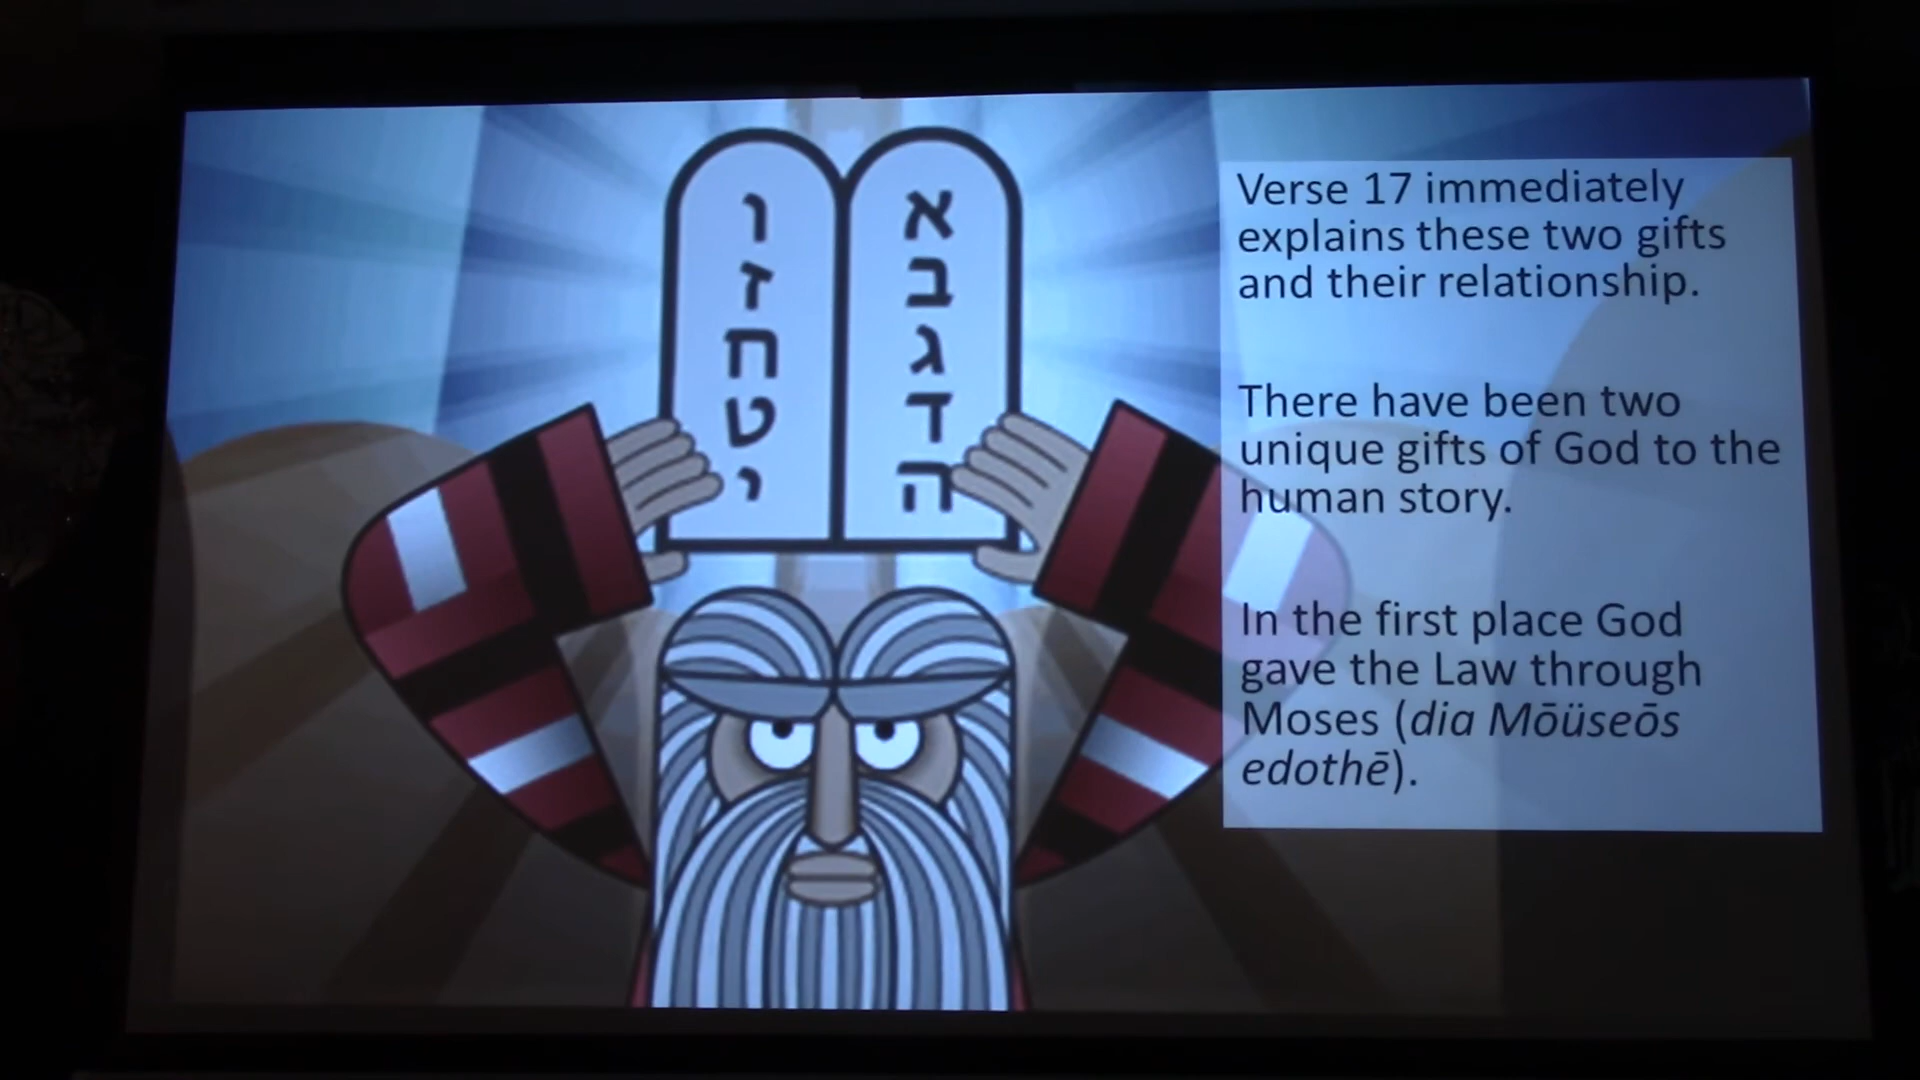 א
ב
ג
ד
ה
ו
ז
ח
ט
י
Verse 17 immediately
explains these two gifts
and their relationship.
There have been two
unique gifts of God to the
human story.
In the first place God
gave the Law through
Moses (dia Mōüseōs
edothē).